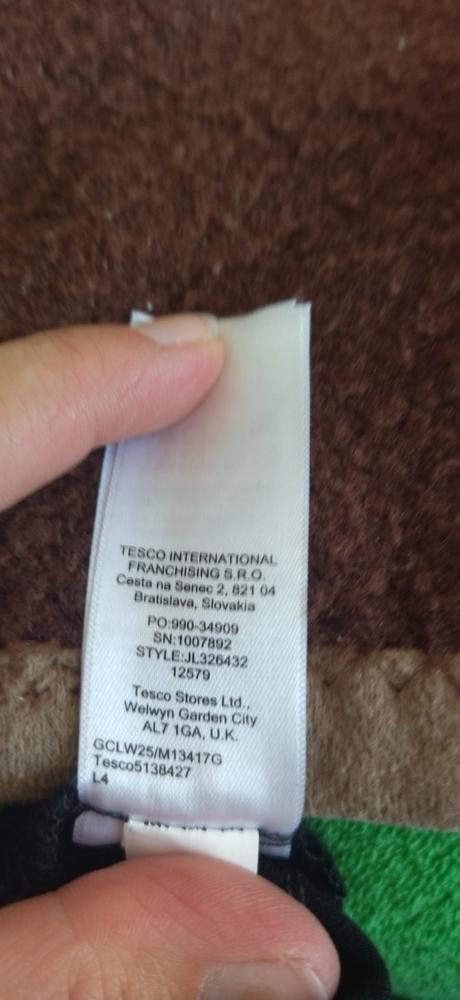 TESCO INTERNATIONAL
FRANCHISING S.R.O.
Cesta na Senec 2, 821 04
Bratislava, Slovakia
PO:990-34909
SN:1007892
STYLE:JL326432
12579
Tesco Stores Ltd.,
Welwyn Garden City
AL7 1GA, U.K.
GCLW25/M13417G
Tesco5138427
L4